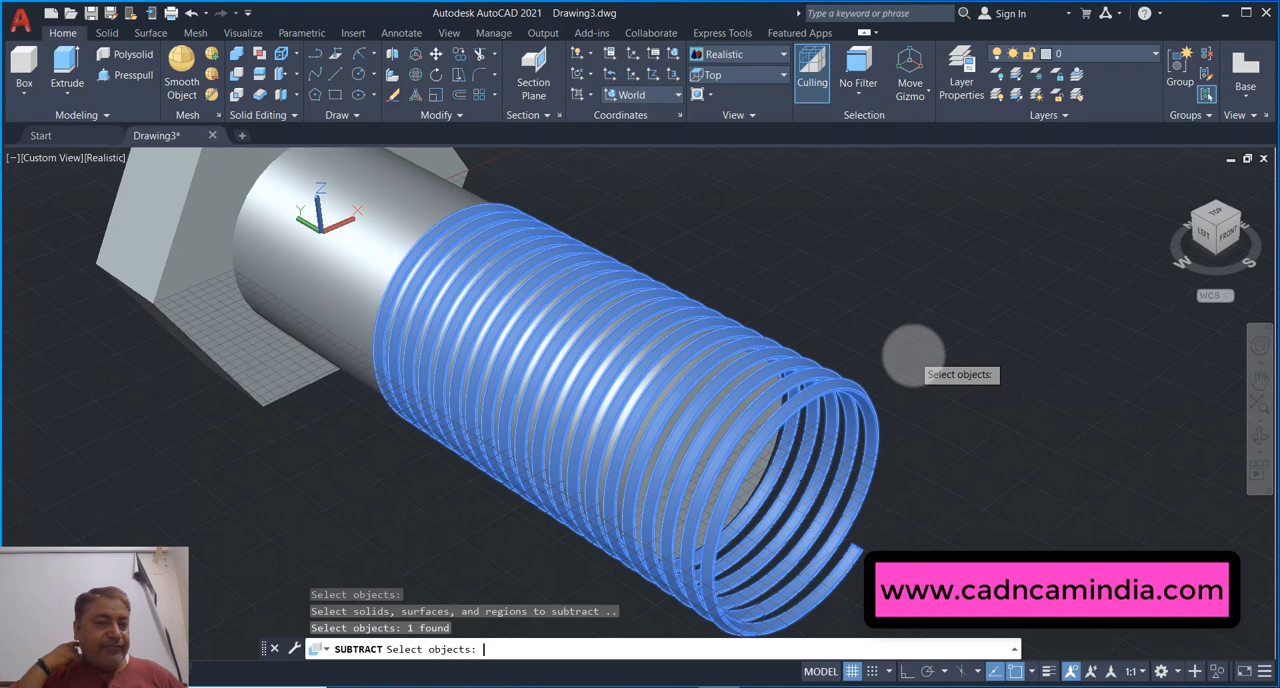 Autodesk AutoCAD 2021 Drawing3.dwg
Type a keyword or phrase
Sign In
Home Solid Surface Mesh Visualize Parametric Insert Annotate View Manage Output Add-ins Collaborate Express Tools Featured Apps
Box
Extrude
Polysolid
Presspull
Smooth
Object
Section
Plane
Realistic
Top
World
Culling
No Filter
Move
Gizmo
Layer
Properties
0
Group
Base
Modeling Mesh Solid Editing Draw Modify Section Coordinates View Selection Layers Groups View
Start Drawing3*
[−][Custom View][Realistic]
Z
Y X
TOP
LEFT FRONT
W S
WCS
Select objects:
www.cadncamindia.com
Select objects:
Select solids, surfaces, and regions to subtract ..
Select objects: 1 found
SUBTRACT Select objects:
MODEL 1:1